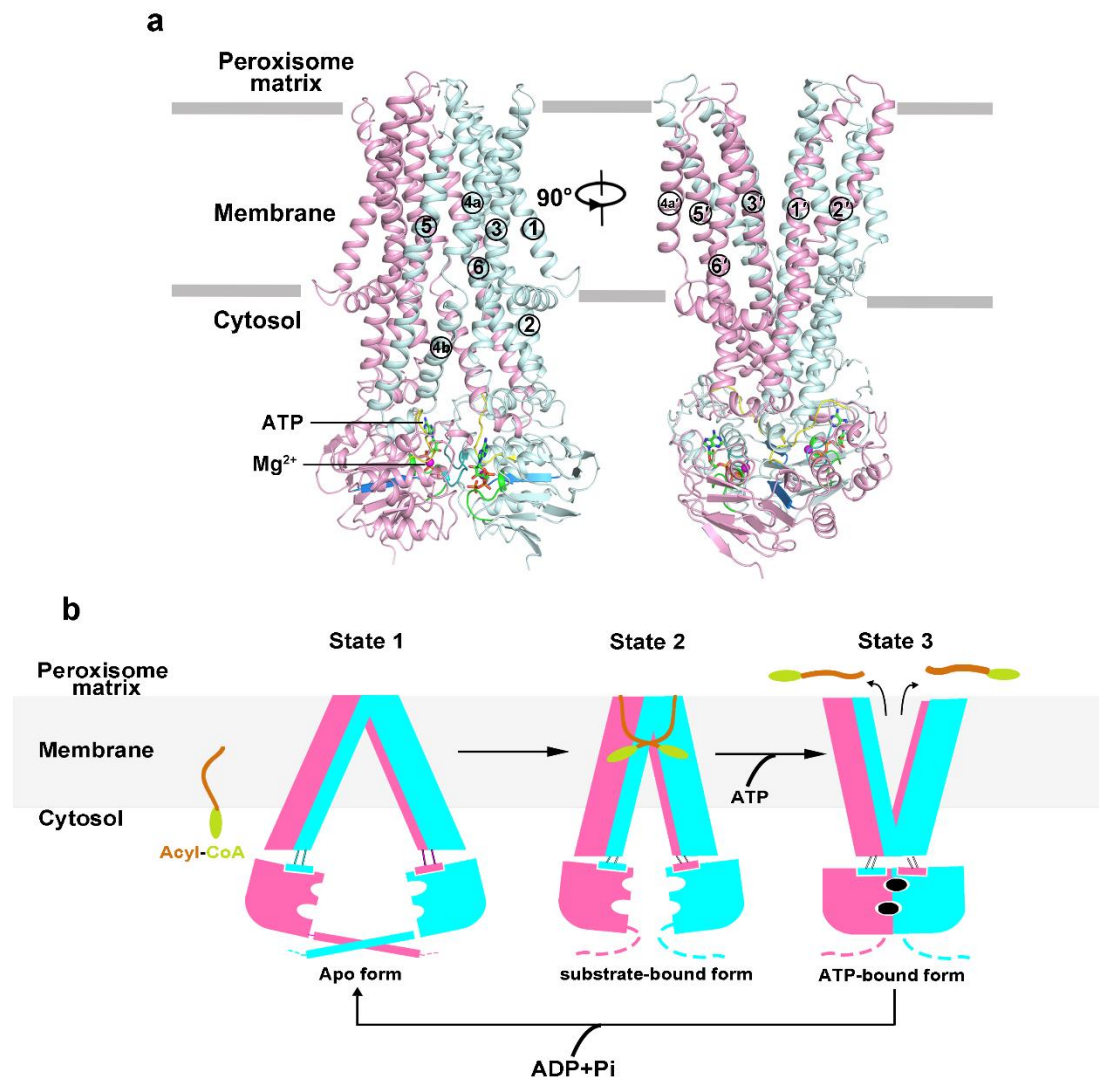 a
Peroxisome
matrix
Membrane
Cytosol
ATP
Mg²⁺
5
4a
3
1
6
2
4b
90°
4a′
5′
3′
1′
2′
6′
b
State 1
State 2
State 3
Peroxisome
matrix
Membrane
Cytosol
Acyl-CoA
ATP
Apo form
substrate-bound form
ATP-bound form
ADP+Pi